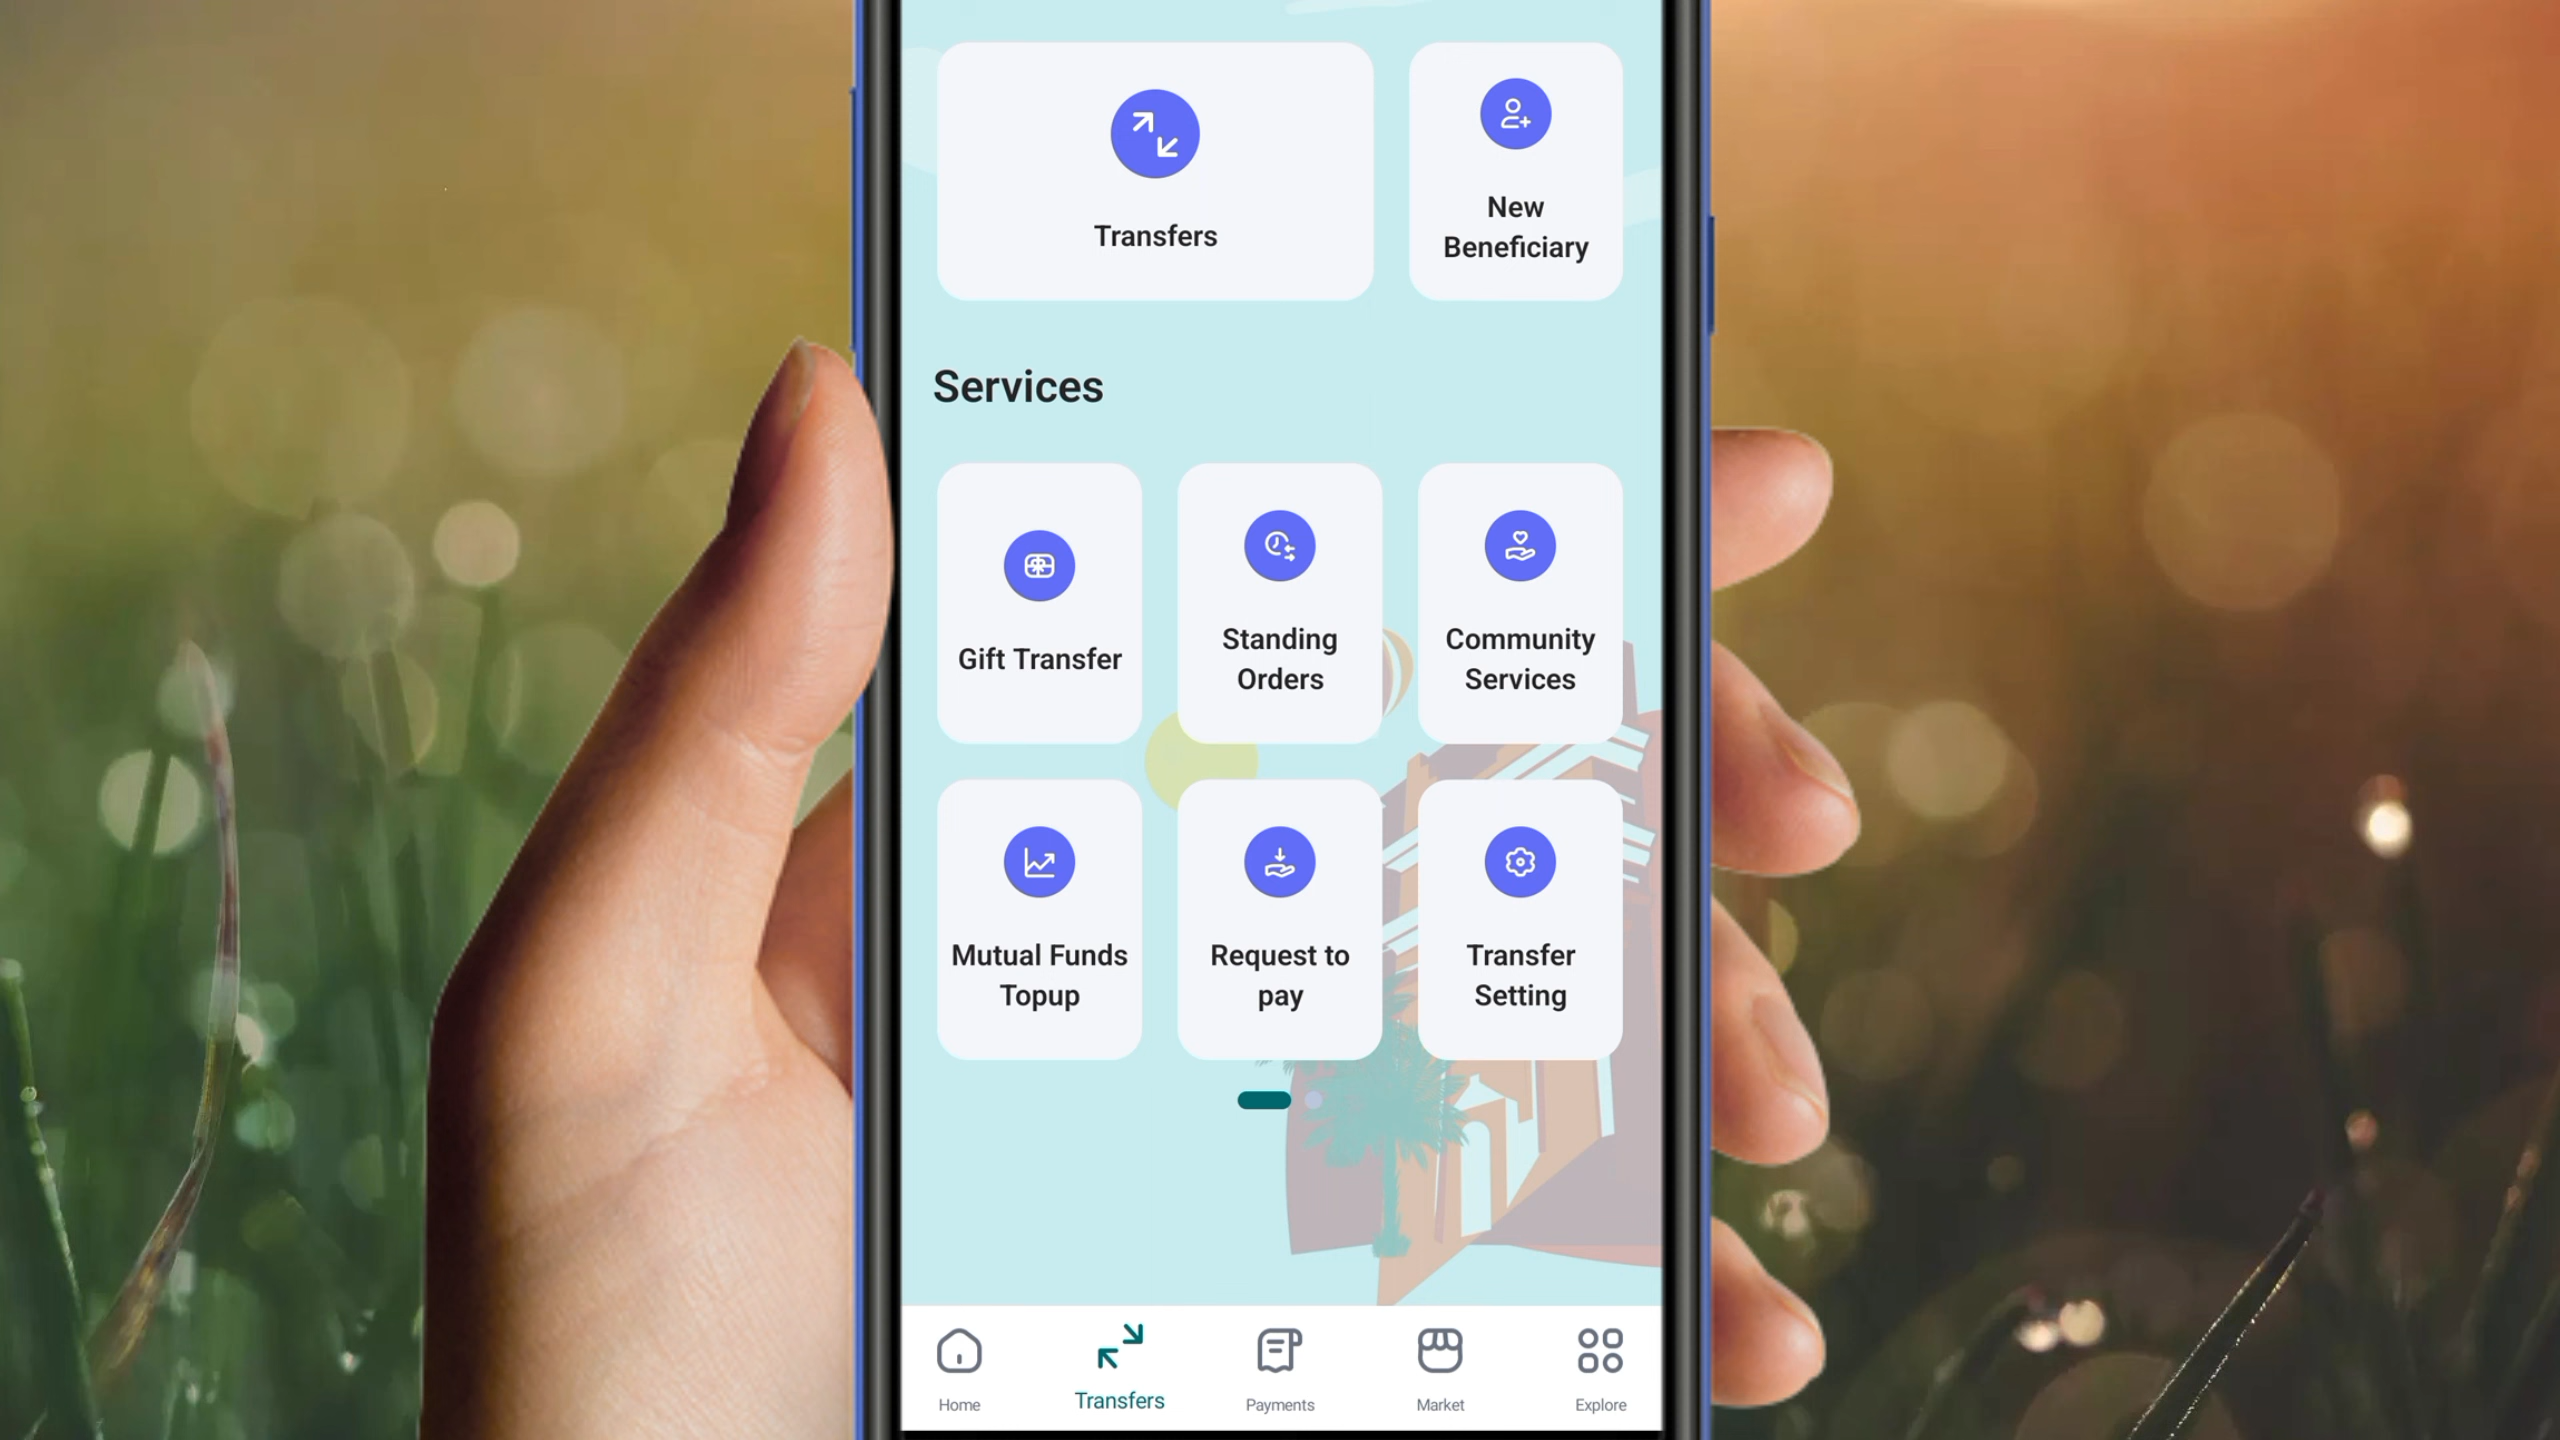 Transfers
New
Beneficiary
Services
Gift Transfer
Standing
Orders
Community
Services
Mutual Funds
Topup
Request to
pay
Transfer
Setting
Home
Transfers
Payments
Market
Explore